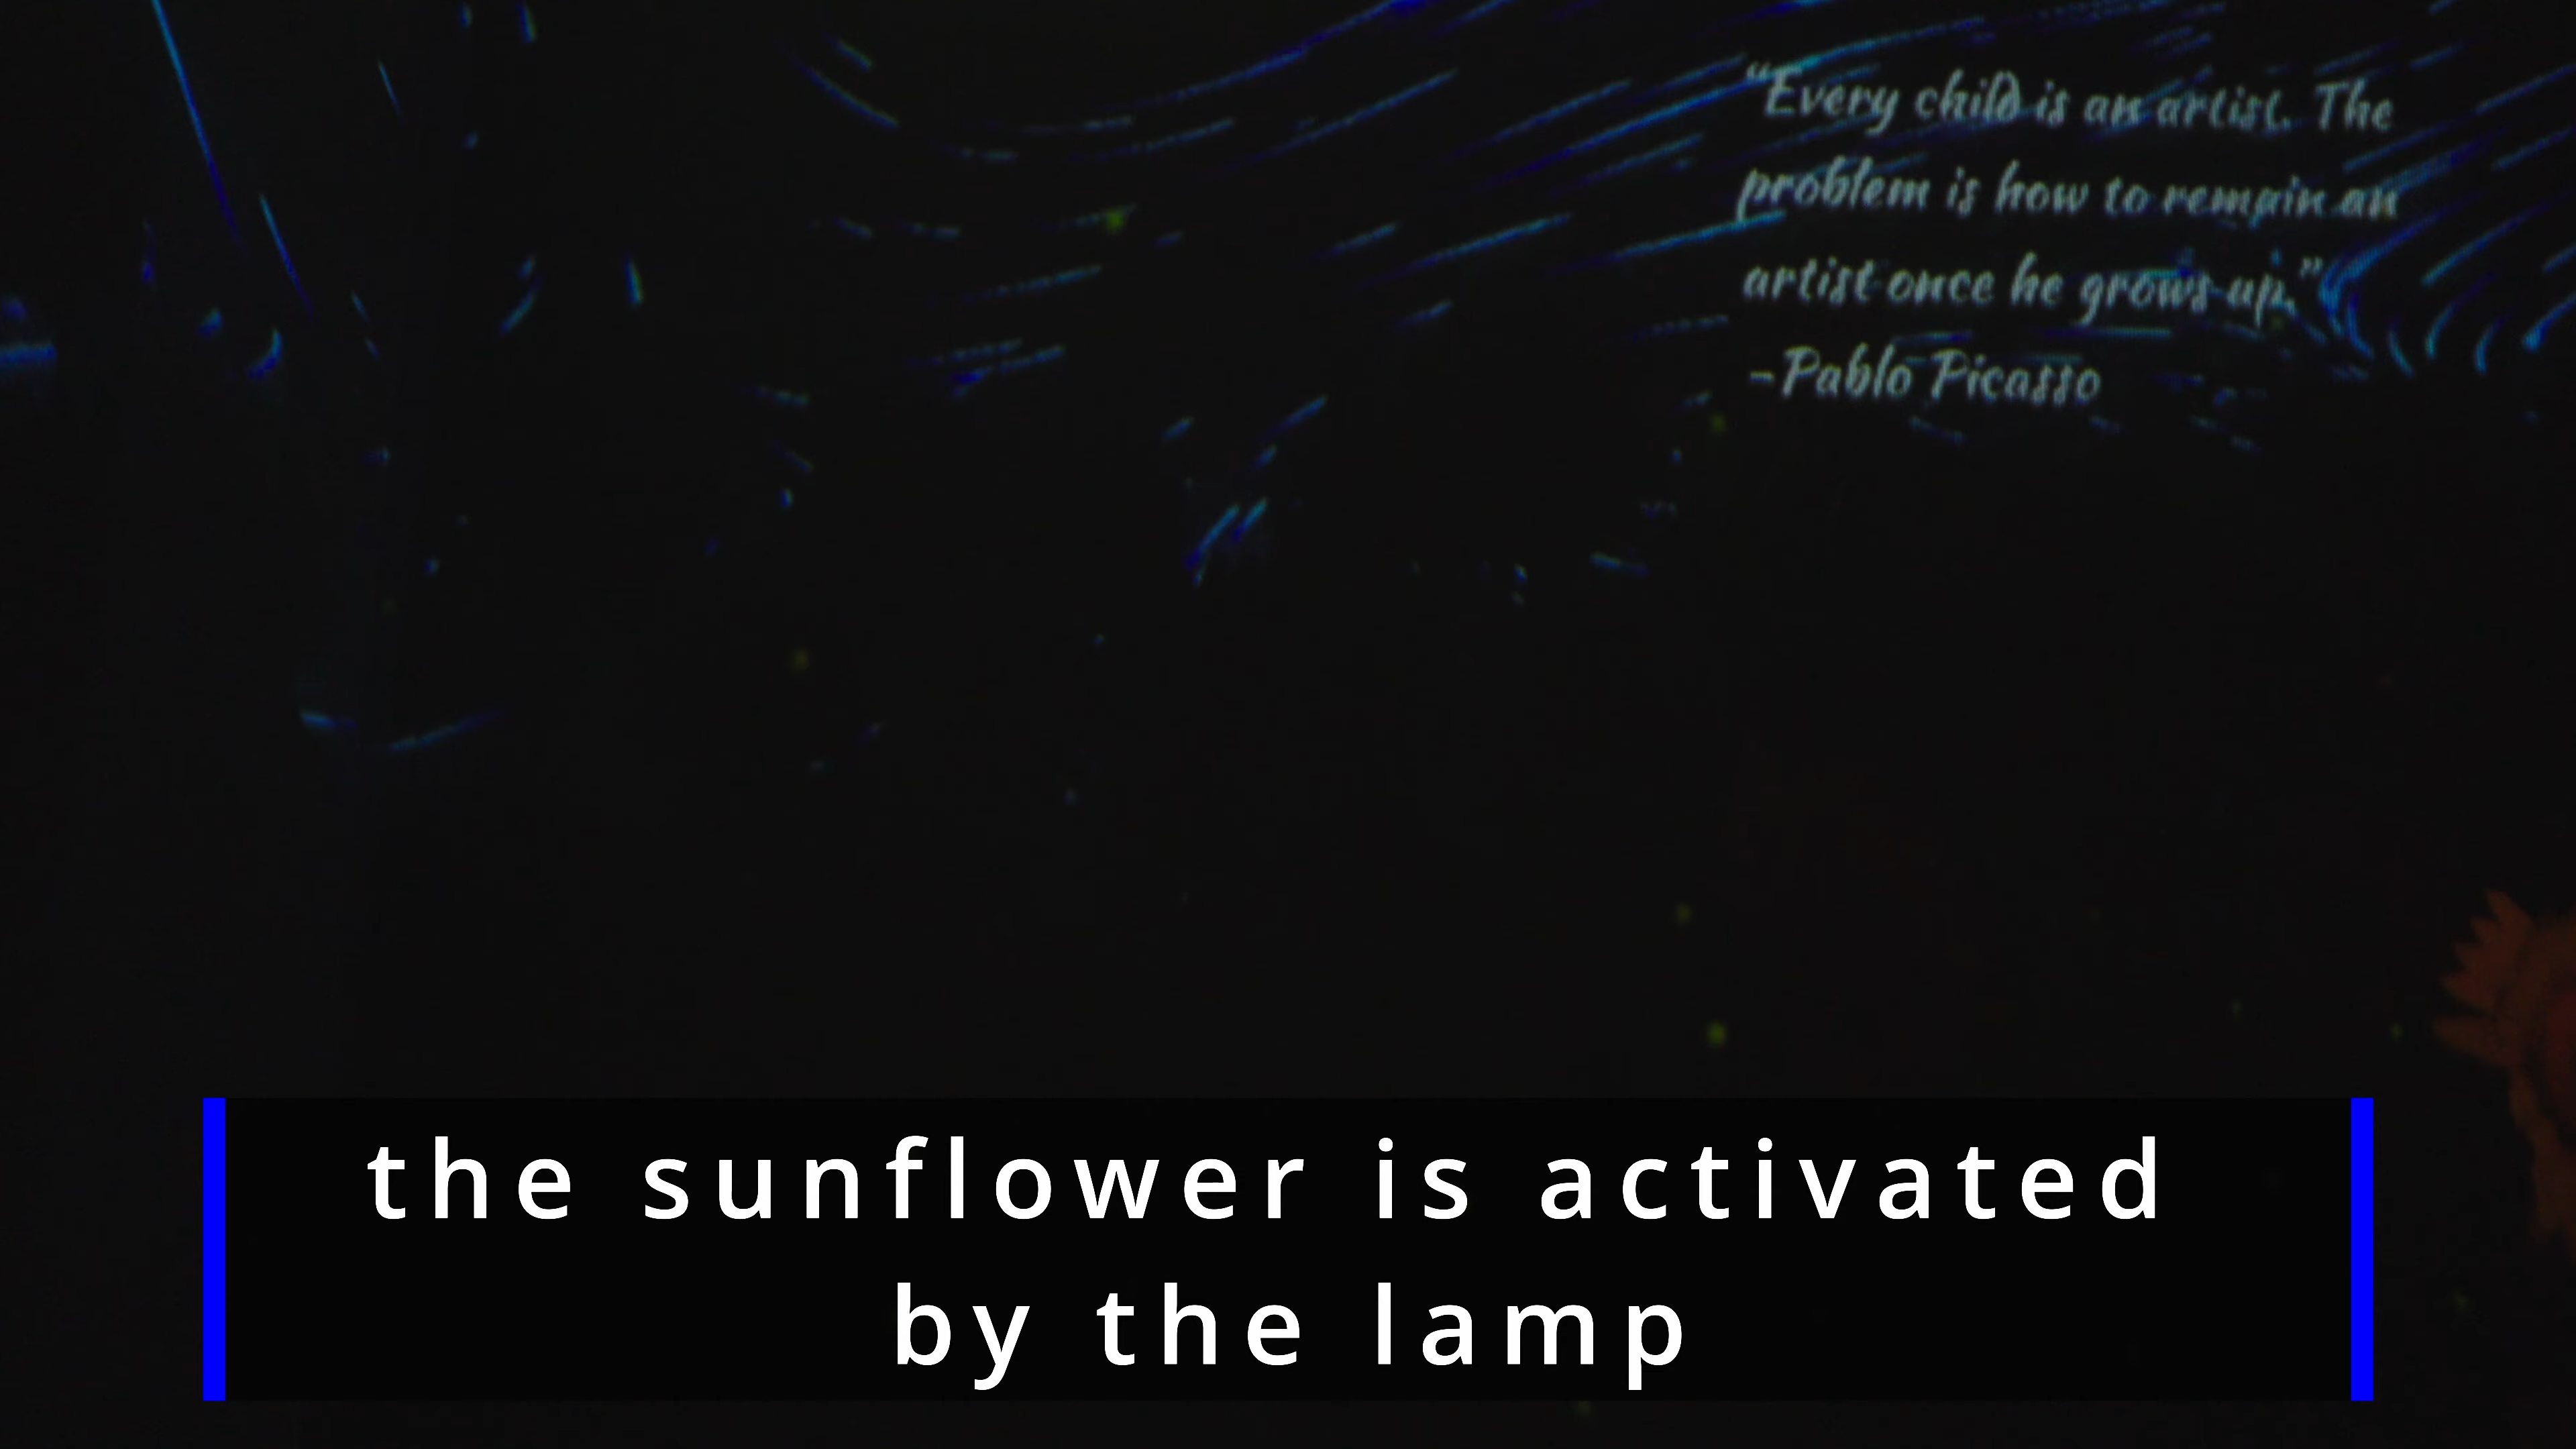 “Every child is an artist. The
problem is how to remain an
artist once he grows up.”
-Pablo Picasso
the sunflower is activated
by the lamp